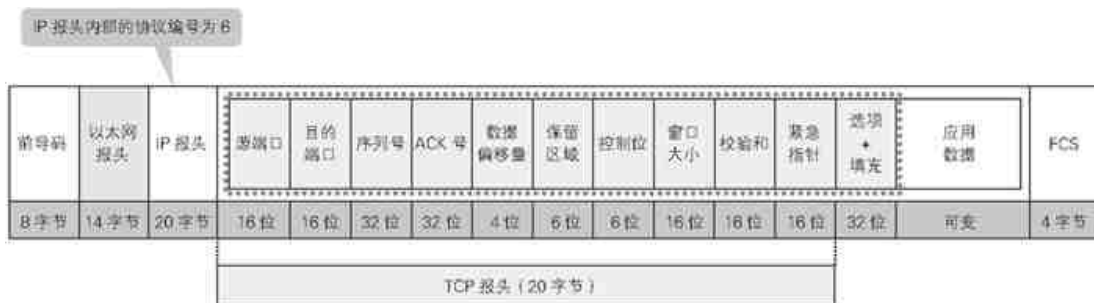 IP 报头内部的协议编号为 6
前导码
以太网
报头
IP 报头
源端口
目的
端口
序列号
ACK 号
数据
偏移量
保留
区域
控制位
窗口
大小
校验和
紧急
指针
选项
+
填充
应用
数据
FCS
8 字节
14 字节
20 字节
16 位
16 位
32 位
32 位
4 位
6 位
6 位
16 位
16 位
16 位
32 位
可变
4 字节
TCP 报头（20 字节）